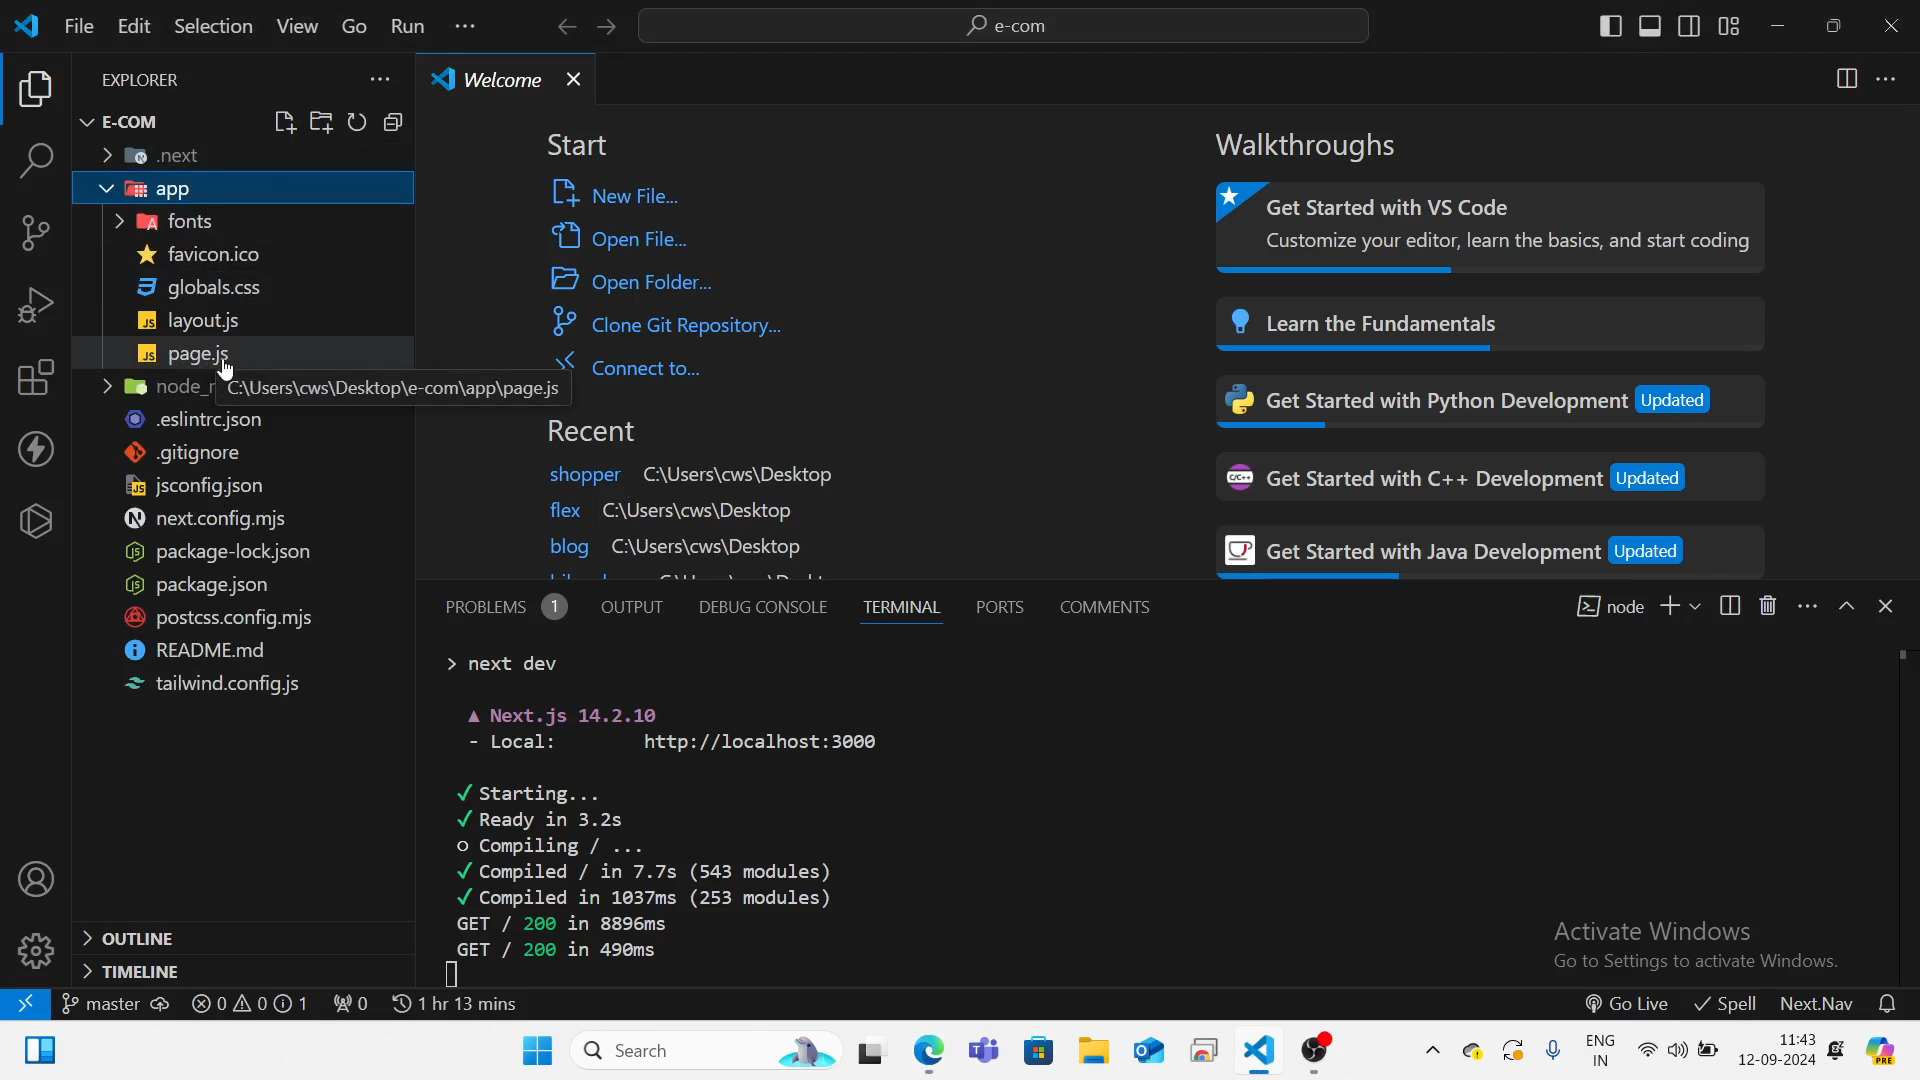 File Edit Selection View Go Run ···
e-com
EXPLORER
Welcome
E-COM
.next
app
fonts
favicon.ico
globals.css
layout.js
page.js
node_
C:\Users\cws\Desktop\e-com\app\page.js
.eslintrc.json
.gitignore
jsconfig.json
next.config.mjs
package-lock.json
package.json
postcss.config.mjs
README.md
tailwind.config.js
OUTLINE
TIMELINE
Start
New File...
Open File...
Open Folder...
Clone Git Repository...
Connect to...
Recent
shopper C:\Users\cws\Desktop
flex C:\Users\cws\Desktop
blog C:\Users\cws\Desktop
Walkthroughs
Get Started with VS Code
Customize your editor, learn the basics, and start coding
Learn the Fundamentals
Get Started with Python Development Updated
Get Started with C++ Development Updated
Get Started with Java Development Updated
PROBLEMS 1 OUTPUT DEBUG CONSOLE TERMINAL PORTS COMMENTS
node
> next dev
▲ Next.js 14.2.10
- Local: http://localhost:3000
✓ Starting...
✓ Ready in 3.2s
○ Compiling / ...
✓ Compiled / in 7.7s (543 modules)
✓ Compiled in 1037ms (253 modules)
GET / 200 in 8896ms
GET / 200 in 490ms
Activate Windows
Go to Settings to activate Windows.
master 0 0 1 0 1 hr 13 mins
Go Live Spell Next.Nav
Search
ENG
IN
11:43
12-09-2024
PRE